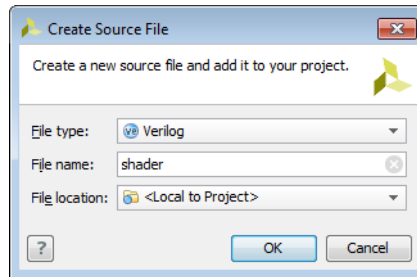 Create Source File
Create a new source file and add it to your project.
File type: Verilog
File name: shader
File location: <Local to Project>
? OK Cancel